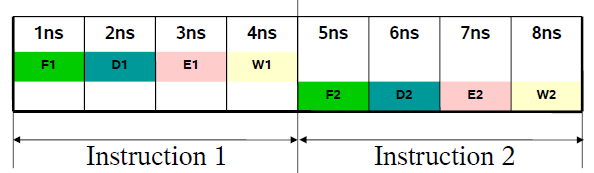 1ns 2ns 3ns 4ns 5ns 6ns 7ns 8ns
F1 D1 E1 W1
F2 D2 E2 W2
Instruction 1 Instruction 2